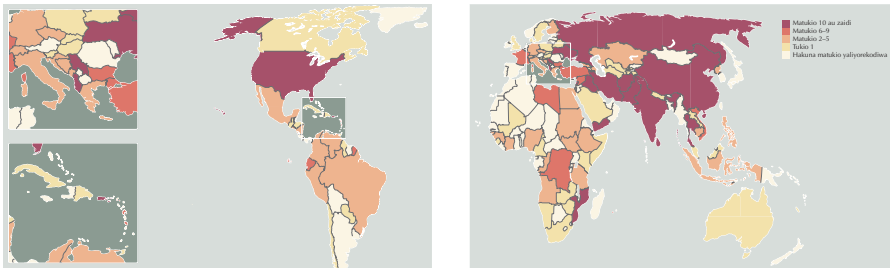 Matukio 10 au zaidi
Matukio 6–9
Matukio 2–5
Tukio 1
Hakuna matukio yaliyorekodiwa